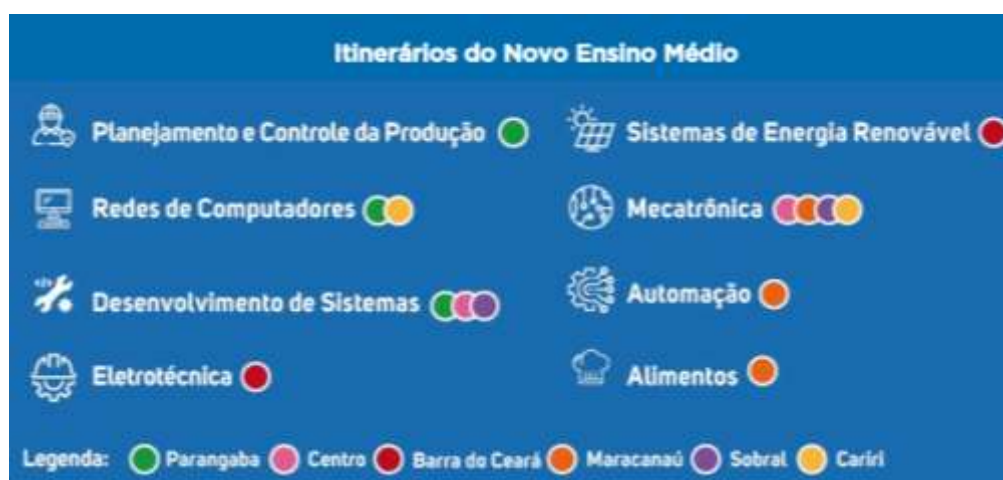 Itinerários do Novo Ensino Médio
Planejamento e Controle da Produção
Sistemas de Energia Renovável
Redes de Computadores
Mecatrônica
Desenvolvimento de Sistemas
Automação
Eletrotécnica
Alimentos
Legenda: Parangaba Centro Barra do Ceará Maracanaú Sobral Cariri